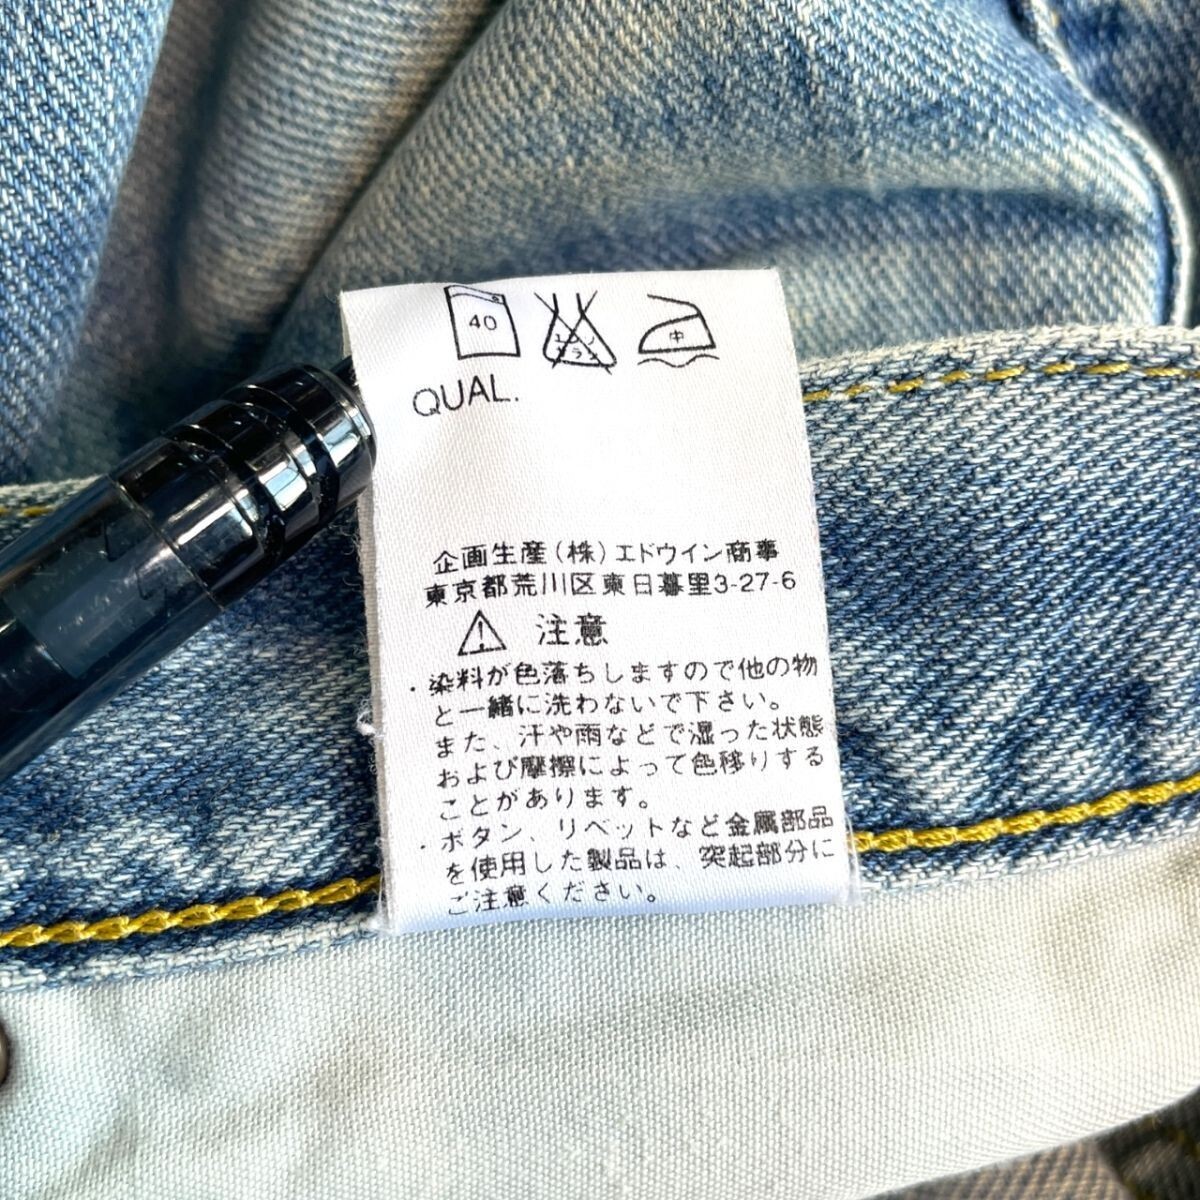 40
エンソ
ラニ
中
QUAL.
企画生産(株)エドウイン商事
東京都荒川区東日暮里3-27-6
注意
・染料が色落ちしますので他の物
と一緒に洗わないで下さい。
また、汗や雨などで湿った状態
および摩擦によって色移りする
ことがあります。
・ボタン、リベットなど金属部品
を使用した製品は、突起部分に
ご注意ください。